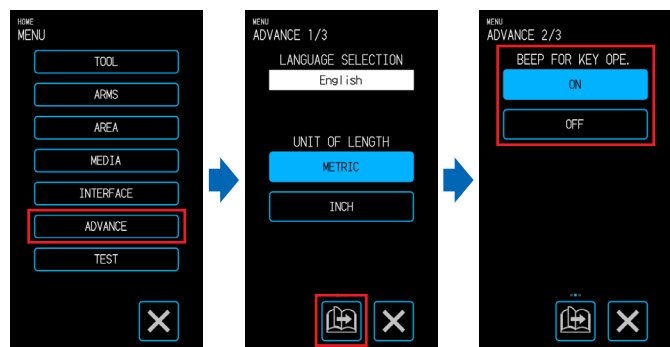 HOME
MENU
TOOL
ARMS
AREA
MEDIA
INTERFACE
ADVANCE
TEST
MENU
ADVANCE 1/3
LANGUAGE SELECTION
English
UNIT OF LENGTH
METRIC
INCH
MENU
ADVANCE 2/3
BEEP FOR KEY OPE.
ON
OFF